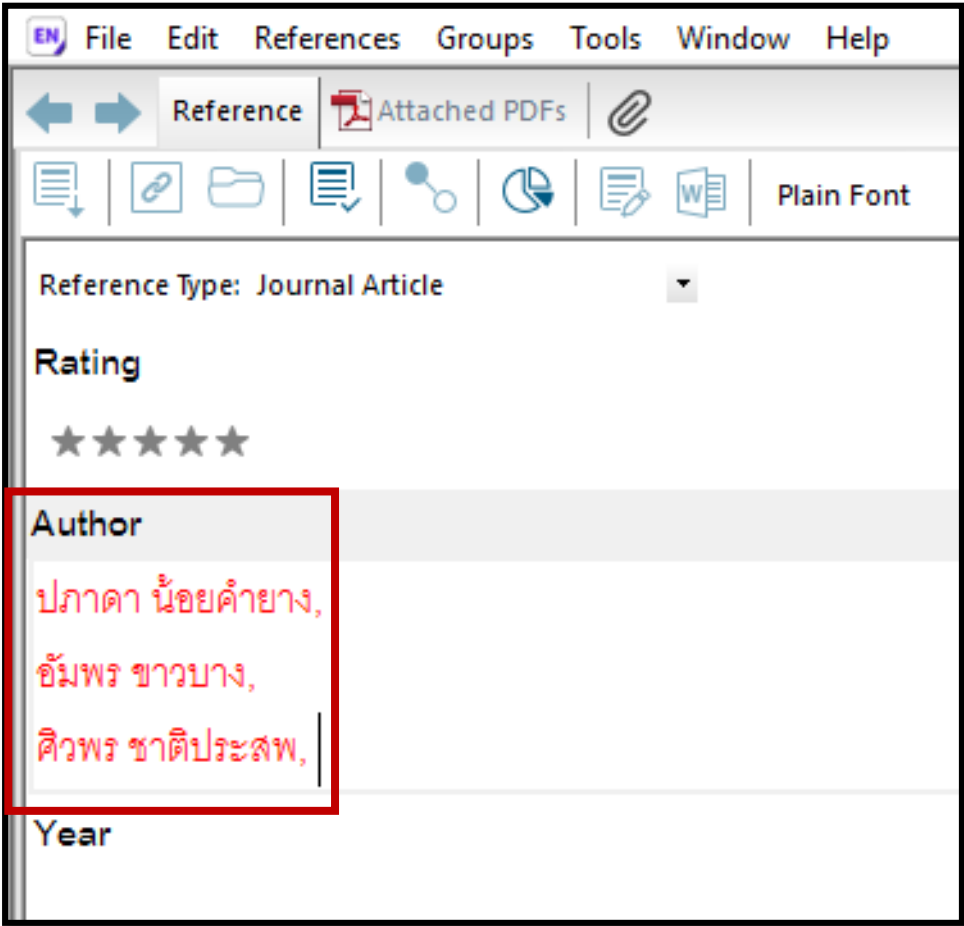 EN File Edit References Groups Tools Window Help
Reference Attached PDFs
W Plain Font
Reference Type: Journal Article
Rating
Author
ปภาดา น้อยคำยาง,
อัมพร ขาวบาง,
ศิวพร ชาติประสพ,
Year